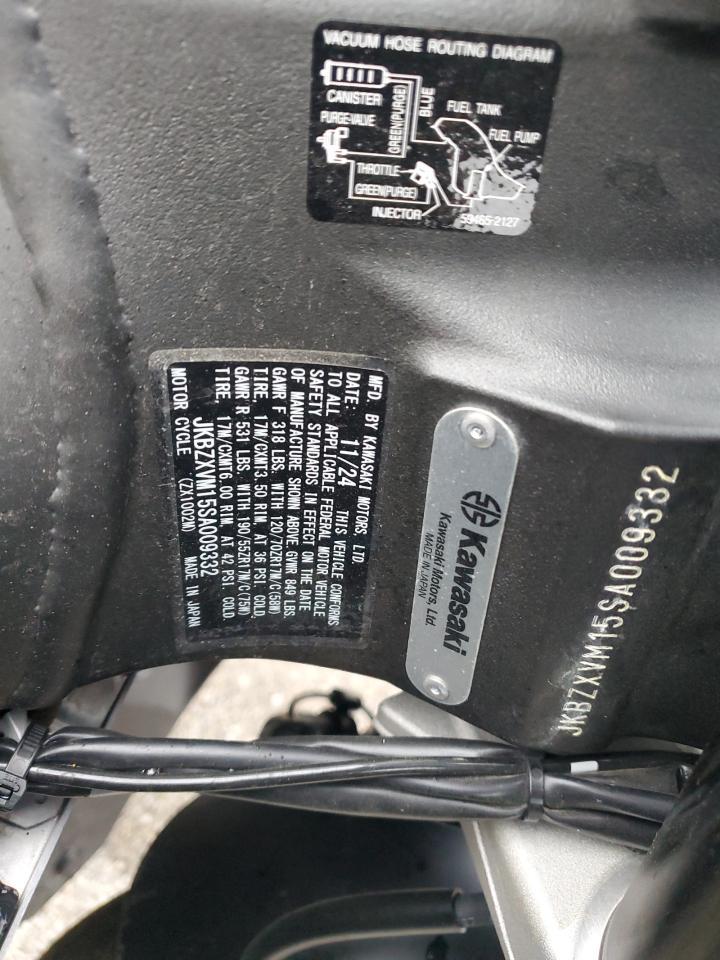 VACUUM HOSE ROUTING DIAGRAM
CANISTER
GREEN(PURGE)
BLUE
FUEL TANK
PURGE-VALVE
FUEL PUMP
THROTTLE
GREEN(PURGE)
INJECTOR
59465-2127
MFD. BY KAWASAKI MOTORS, LTD.
DATE: 11/24 THIS VEHICLE CONFORMS
TO ALL APPLICABLE FEDERAL MOTOR VEHICLE
SAFETY STANDARDS IN EFFECT ON THE DATE
OF MANUFACTURE SHOWN ABOVE GVWR 849 LBS.
GAWR F 318 LBS. WITH 120/70ZR17M/C(58W)
TIRE, 17M/CXMT3.50 RIM, AT 36 PSI. COLD,
GAWR R 531 LBS. WITH 190/55ZR17M/C(75W)
TIRE, 17M/CXMT6.00 RIM, AT 42 PSI. COLD
JKBZXVM15SA009332
MOTOR CYCLE (ZX1002M) MADE IN JAPAN
Kawasaki
Kawasaki Motors, Ltd.
MADE IN JAPAN
JKBZXVM15SA009332